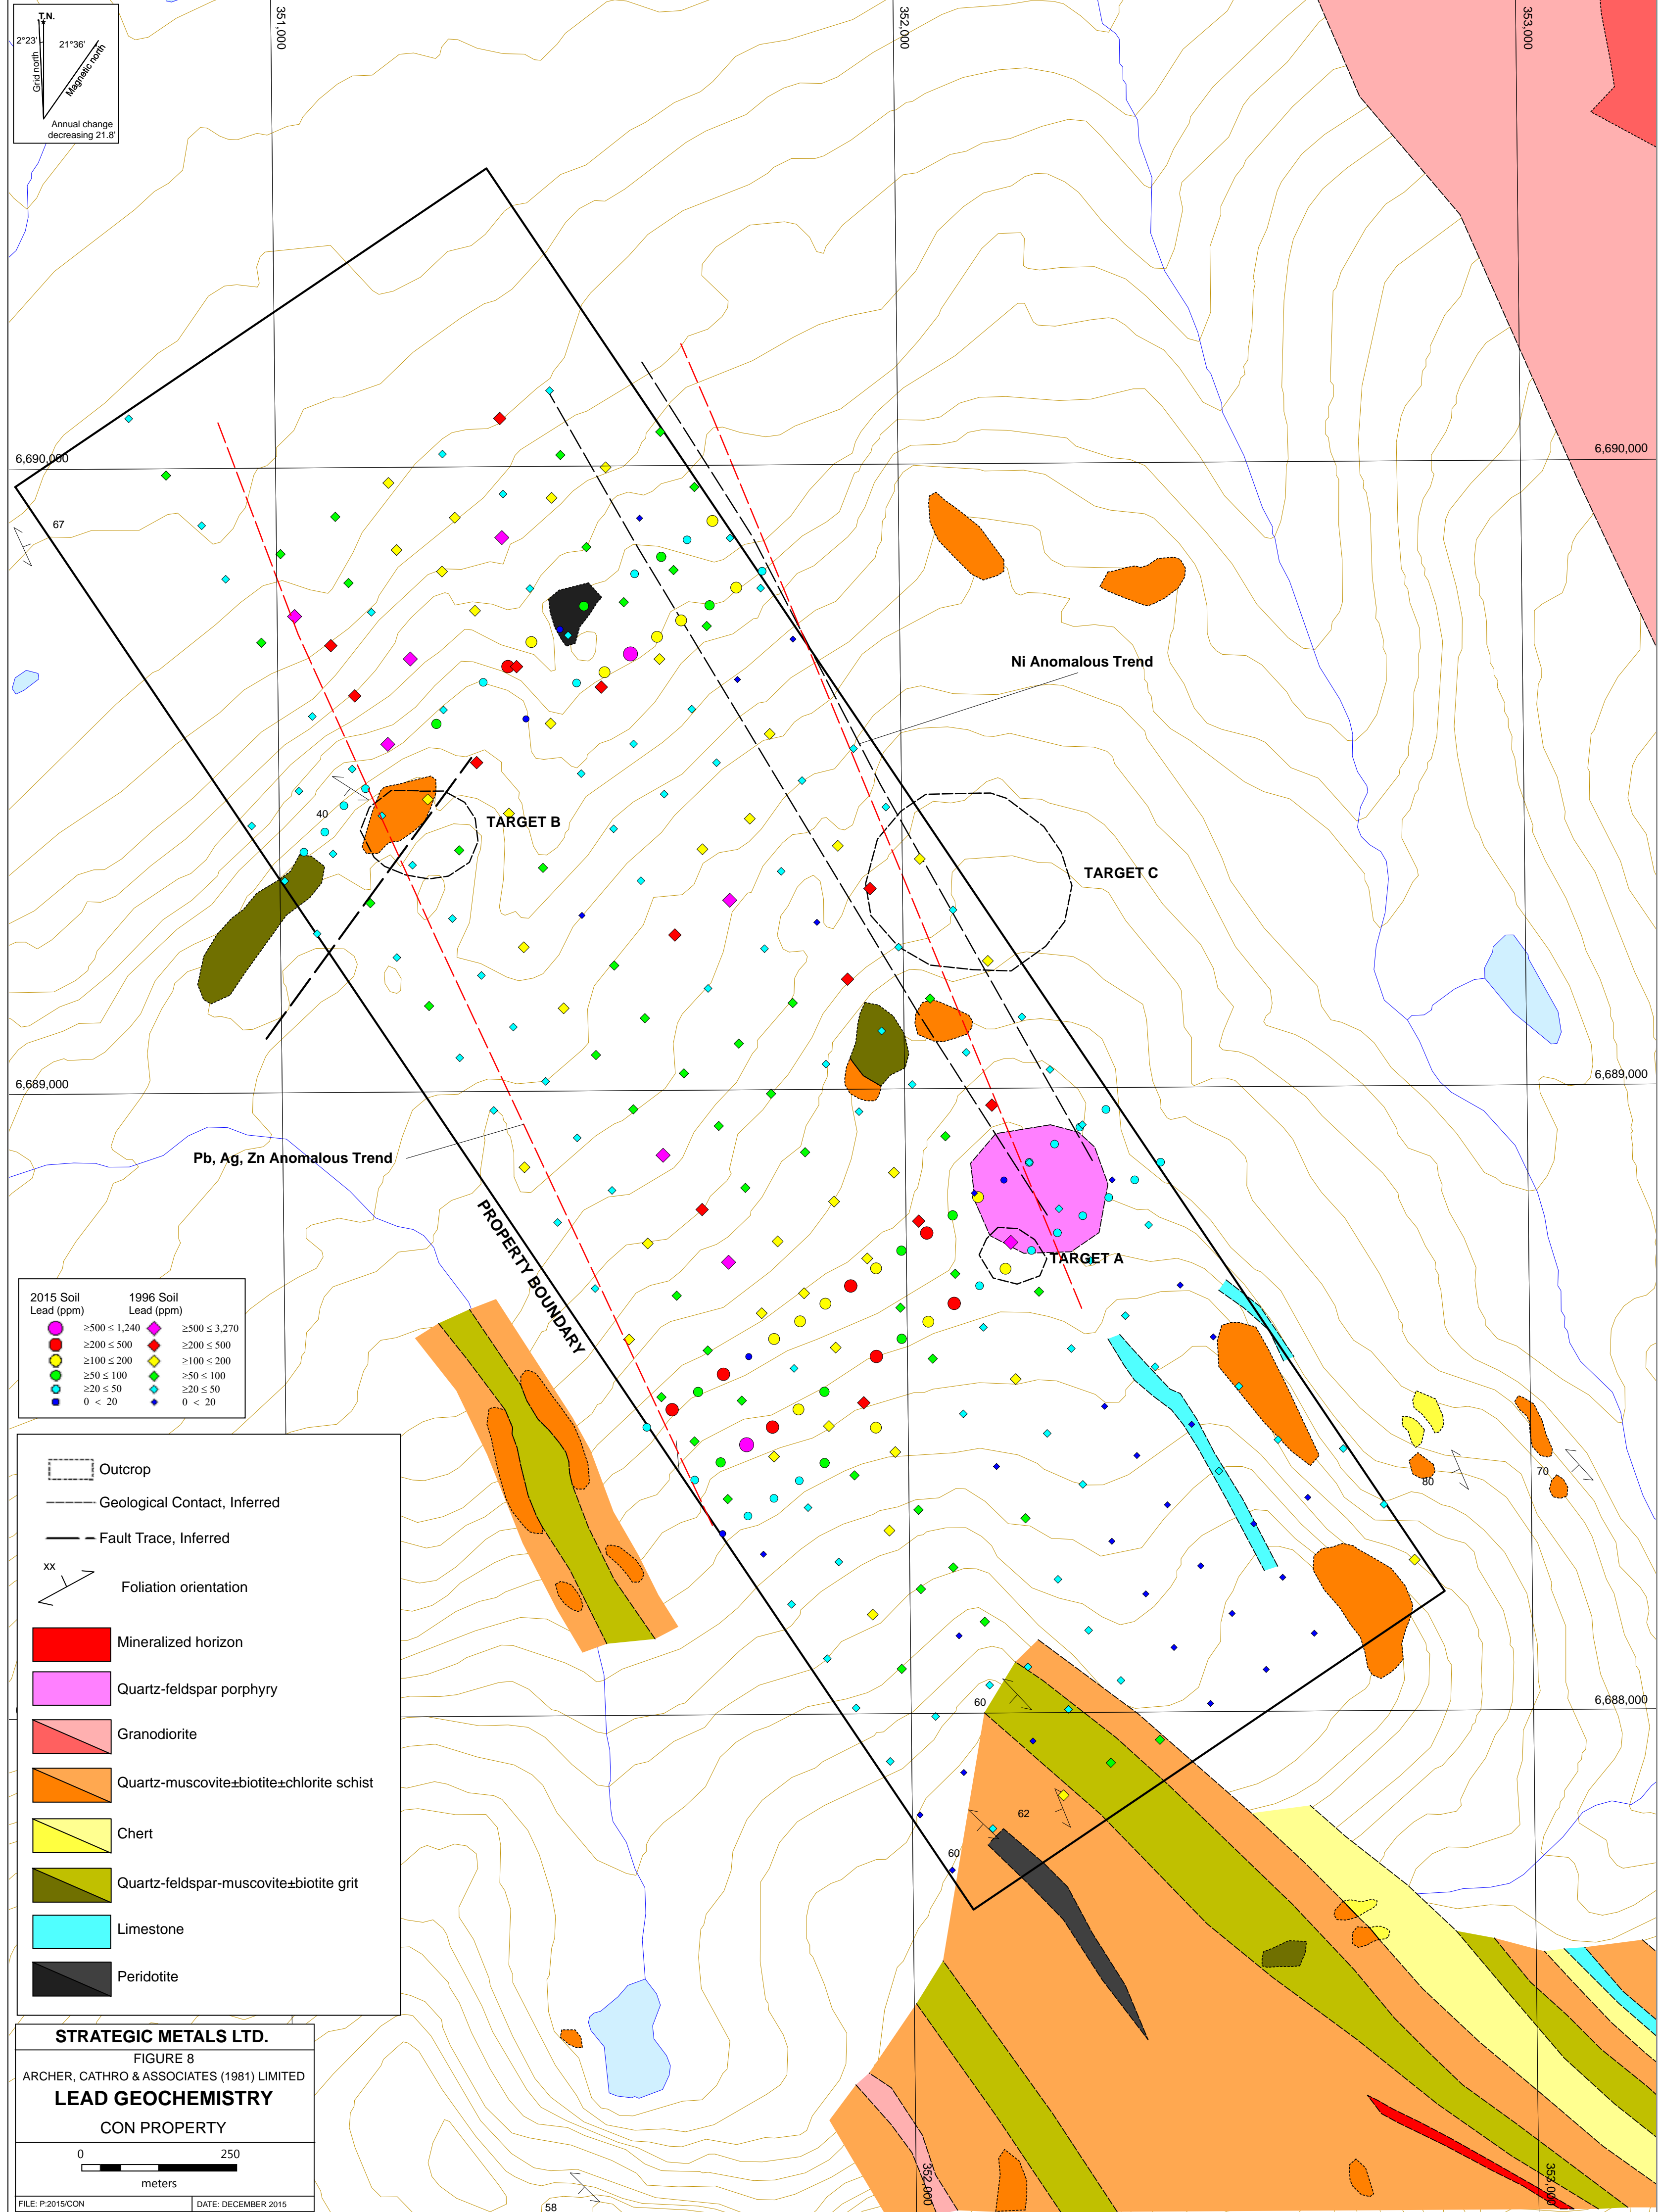 T.N.
2°23'
21°36'
Grid north
Magnetic north
Annual change
decreasing 21.8'
351,000
352,000
353,000
6,690,000
6,690,000
67
Ni Anomalous Trend
40
TARGET B
TARGET C
6,689,000
6,689,000
Pb, Ag, Zn Anomalous Trend
PROPERTY BOUNDARY
TARGET A
2015 Soil 1996 Soil
Lead (ppm) Lead (ppm)
≥500 ≤ 1,240 ≥500 ≤ 3,270
≥200 ≤ 500 ≥200 ≤ 500
≥100 ≤ 200 ≥100 ≤ 200
≥50 ≤ 100 ≥50 ≤ 100
≥20 ≤ 50 ≥20 ≤ 50
0 < 20 0 < 20
80
70
Outcrop
Geological Contact, Inferred
Fault Trace, Inferred
xx
Foliation orientation
Mineralized horizon
Quartz-feldspar porphyry
Granodiorite
Quartz-muscovite±biotite±chlorite schist
Chert
Quartz-feldspar-muscovite±biotite grit
Limestone
Peridotite
60
6,688,000
62
60
STRATEGIC METALS LTD.
FIGURE 8
ARCHER, CATHRO & ASSOCIATES (1981) LIMITED
LEAD GEOCHEMISTRY
CON PROPERTY
0 250
meters
FILE: P:2015/CON DATE: DECEMBER 2015
58
352,000
353,000